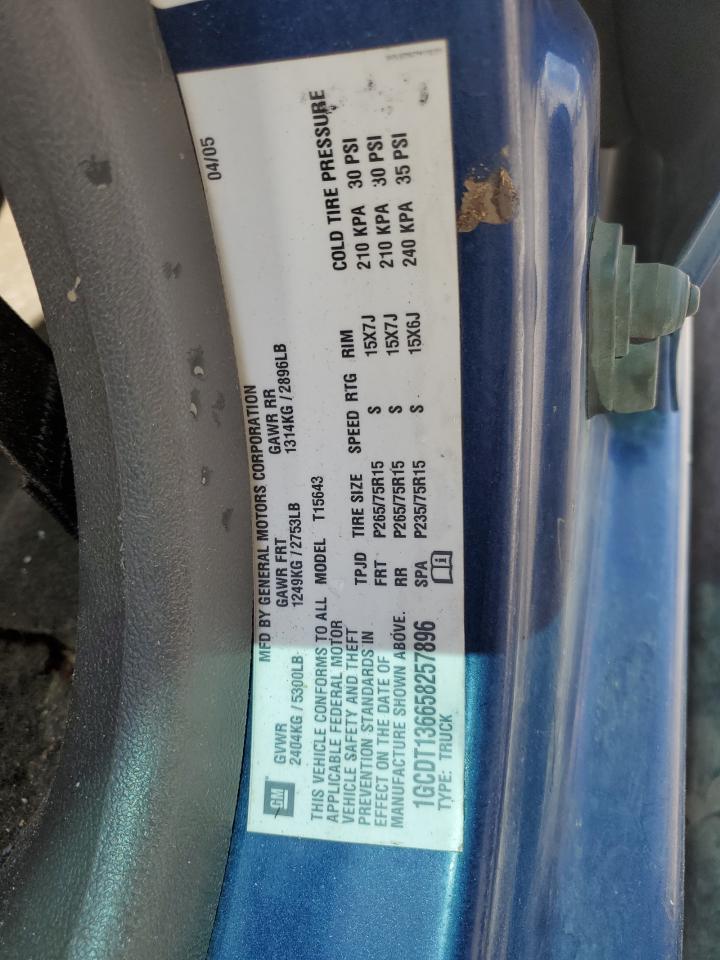 MFD BY GENERAL MOTORS CORPORATION 04/05
GVWR GAWR FRT GAWR RR
2404KG / 5300LB 1249KG / 2753LB 1314KG / 2896LB
GM
THIS VEHICLE CONFORMS TO ALL
APPLICABLE FEDERAL MOTOR
VEHICLE SAFETY AND THEFT
PREVENTION STANDARDS IN
EFFECT ON THE DATE OF
MANUFACTURE SHOWN ABOVE.
1GCDT136658257896
TYPE: TRUCK
MODEL T15643
TPJD TIRE SIZE SPEED RTG RIM COLD TIRE PRESSURE
FRT P265/75R15 S 15X7J 210 KPA 30 PSI
RR P265/75R15 S 15X7J 210 KPA 30 PSI
SPA P235/75R15 S 15X6J 240 KPA 35 PSI